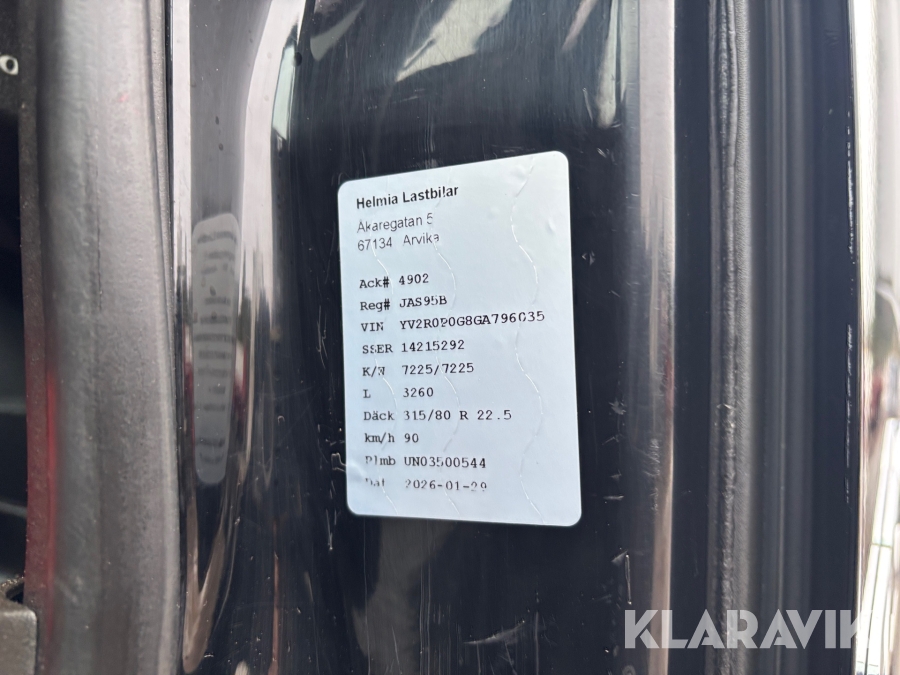 Helmia Lastbilar
Åkaregatan 5
67134 Arvika
Ack# 4902
Reg# JAS95B
VIN YV2R0P0G8GA796035
SSER 14215292
K/W 7225/7225
L 3260
Däck 315/80 R 22.5
km/h 90
Plmb UN03500544
Dat 2026-01-29
KLARAVIK